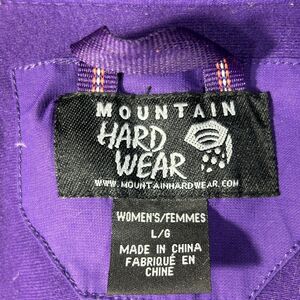 MOUNTAIN
HARD
WEAR
WWW.MOUNTAINHARDWEAR.COM
WOMEN'S/FEMMES
L/G
MADE IN CHINA
FABRIQUÉ EN
CHINE